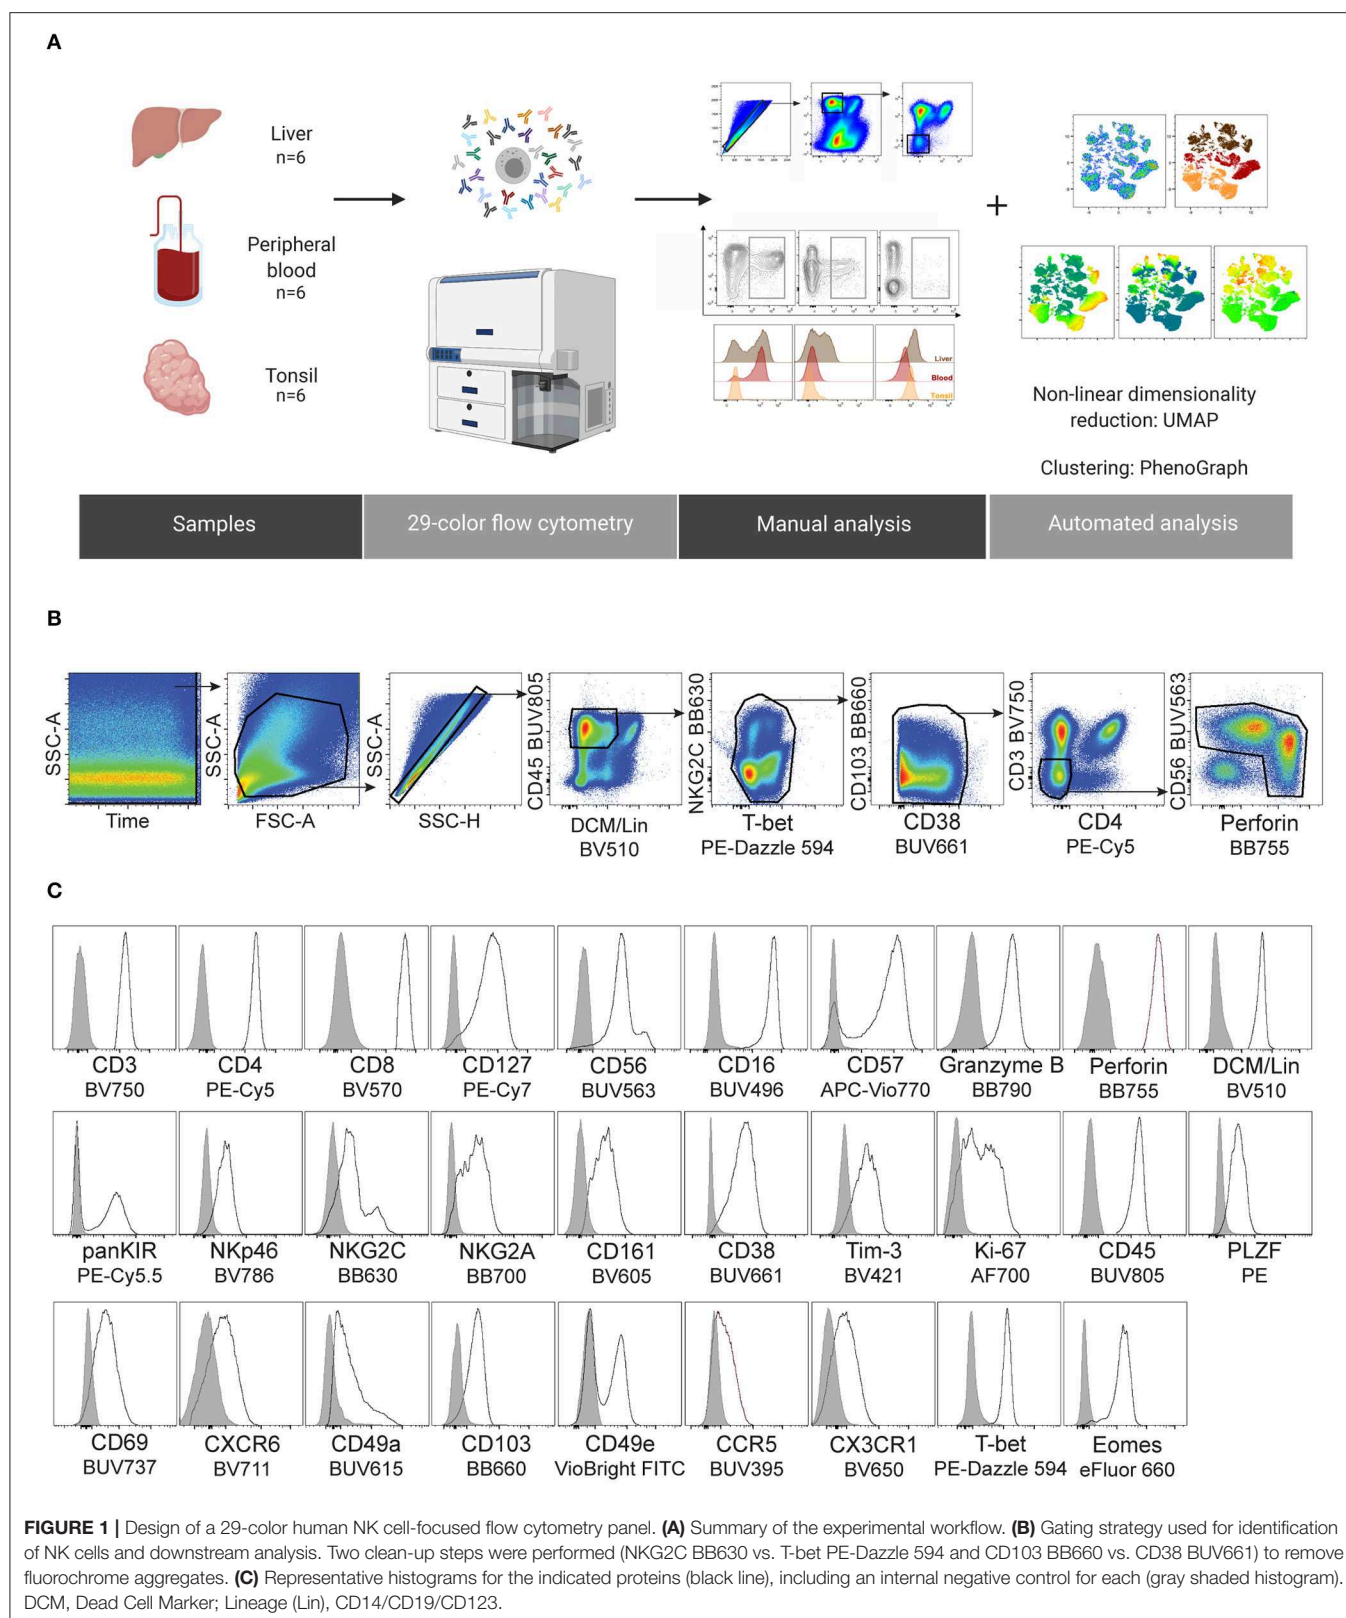 A
Liver
n=6
Peripheral
blood
n=6
Tonsil
n=6
Liver
Blood
Tonsil
+
Non-linear dimensionality
reduction: UMAP
Clustering: PhenoGraph
Samples
29-color flow cytometry
Manual analysis
Automated analysis
B
SSC-A
Time
SSC-A
FSC-A
SSC-A
SSC-H
CD45 BUV805
DCM/Lin
BV510
NKG2C BB630
T-bet
PE-Dazzle 594
CD103 BB660
CD38
BUV661
CD3 BV750
CD4
PE-Cy5
CD56 BUV563
Perforin
BB755
C
CD3
BV750
CD4
PE-Cy5
CD8
BV570
CD127
PE-Cy7
CD56
BUV563
CD16
BUV496
CD57
APC-Vio770
Granzyme B
BB790
Perforin
BB755
DCM/Lin
BV510
panKIR
PE-Cy5.5
NKp46
BV786
NKG2C
BB630
NKG2A
BB700
CD161
BV605
CD38
BUV661
Tim-3
BV421
Ki-67
AF700
CD45
BUV805
PLZF
PE
CD69
BUV737
CXCR6
BV711
CD49a
BUV615
CD103
BB660
CD49e
VioBright FITC
CCR5
BUV395
CX3CR1
BV650
T-bet
PE-Dazzle 594
Eomes
eFluor 660
FIGURE 1 | Design of a 29-color human NK cell-focused flow cytometry panel. (A) Summary of the experimental workflow. (B) Gating strategy used for identification
of NK cells and downstream analysis. Two clean-up steps were performed (NKG2C BB630 vs. T-bet PE-Dazzle 594 and CD103 BB660 vs. CD38 BUV661) to remove
fluorochrome aggregates. (C) Representative histograms for the indicated proteins (black line), including an internal negative control for each (gray shaded histogram).
DCM, Dead Cell Marker; Lineage (Lin), CD14/CD19/CD123.